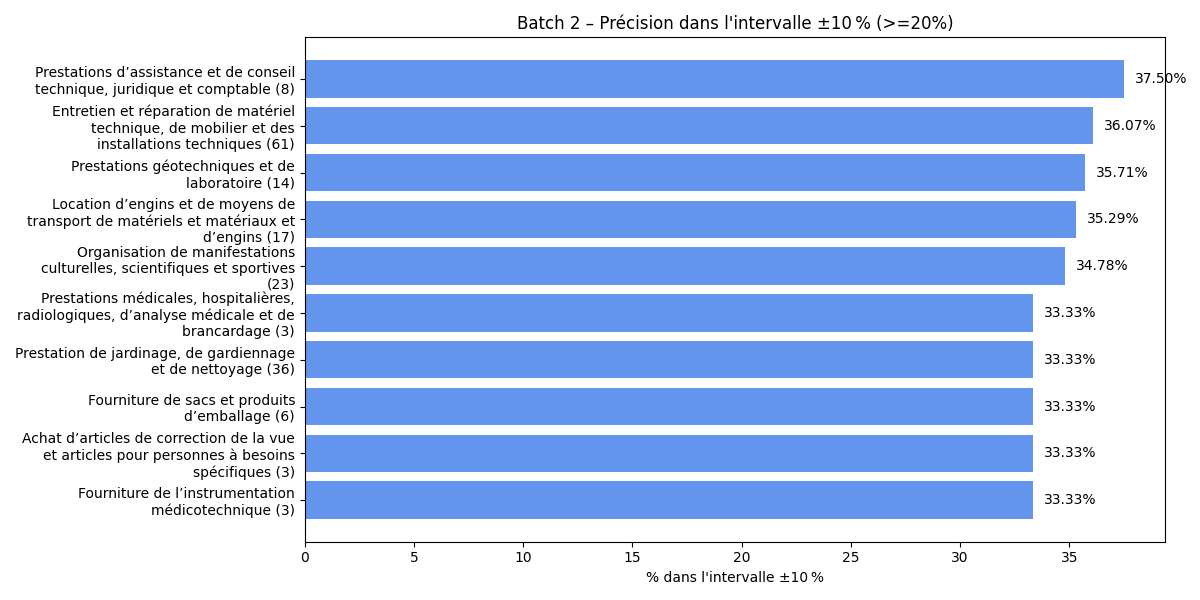 Batch 2 – Précision dans l'intervalle ±10 % (>=20%)
Prestations d’assistance et de conseil
technique, juridique et comptable (8)
37.50%
Entretien et réparation de matériel
technique, de mobilier et des
installations techniques (61)
36.07%
Prestations géotechniques et de
laboratoire (14)
35.71%
Location d’engins et de moyens de
transport de matériels et matériaux et
d’engins (17)
35.29%
Organisation de manifestations
culturelles, scientifiques et sportives
(23)
34.78%
Prestations médicales, hospitalières,
radiologiques, d’analyse médicale et de
brancardage (3)
33.33%
Prestation de jardinage, de gardiennage
et de nettoyage (36)
33.33%
Fourniture de sacs et produits
d’emballage (6)
33.33%
Achat d’articles de correction de la vue
et articles pour personnes à besoins
spécifiques (3)
33.33%
Fourniture de l’instrumentation
médicotechnique (3)
33.33%
0 5 10 15 20 25 30 35
% dans l'intervalle ±10 %